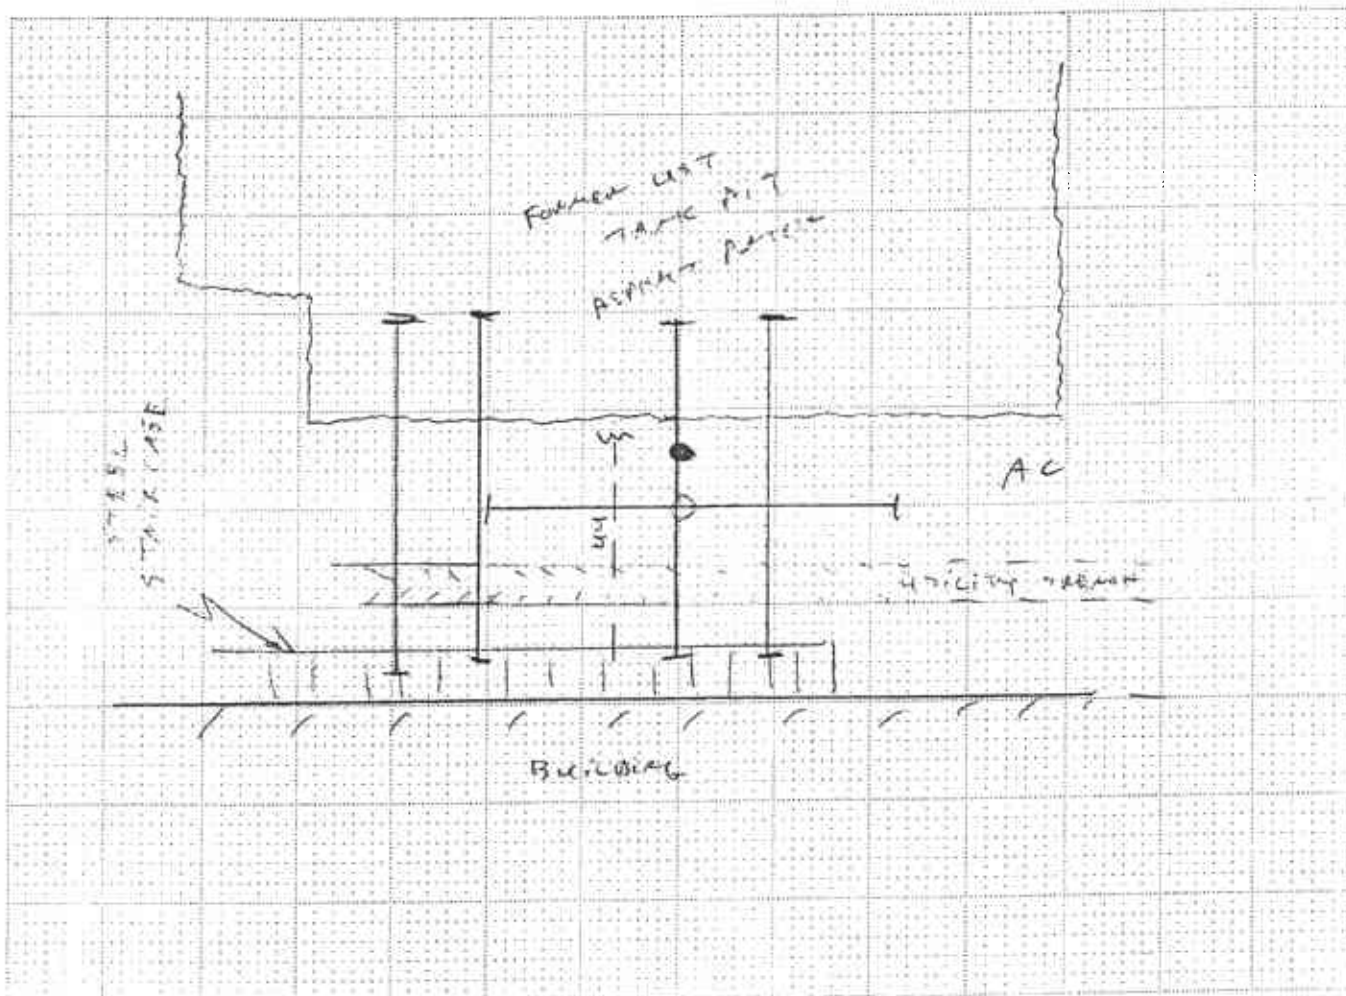 FORMER UST
TANK PIT
ASPHALT PATCH
STEEL
STAIRCASE
AC
UTILITY TRENCH
BUILDING